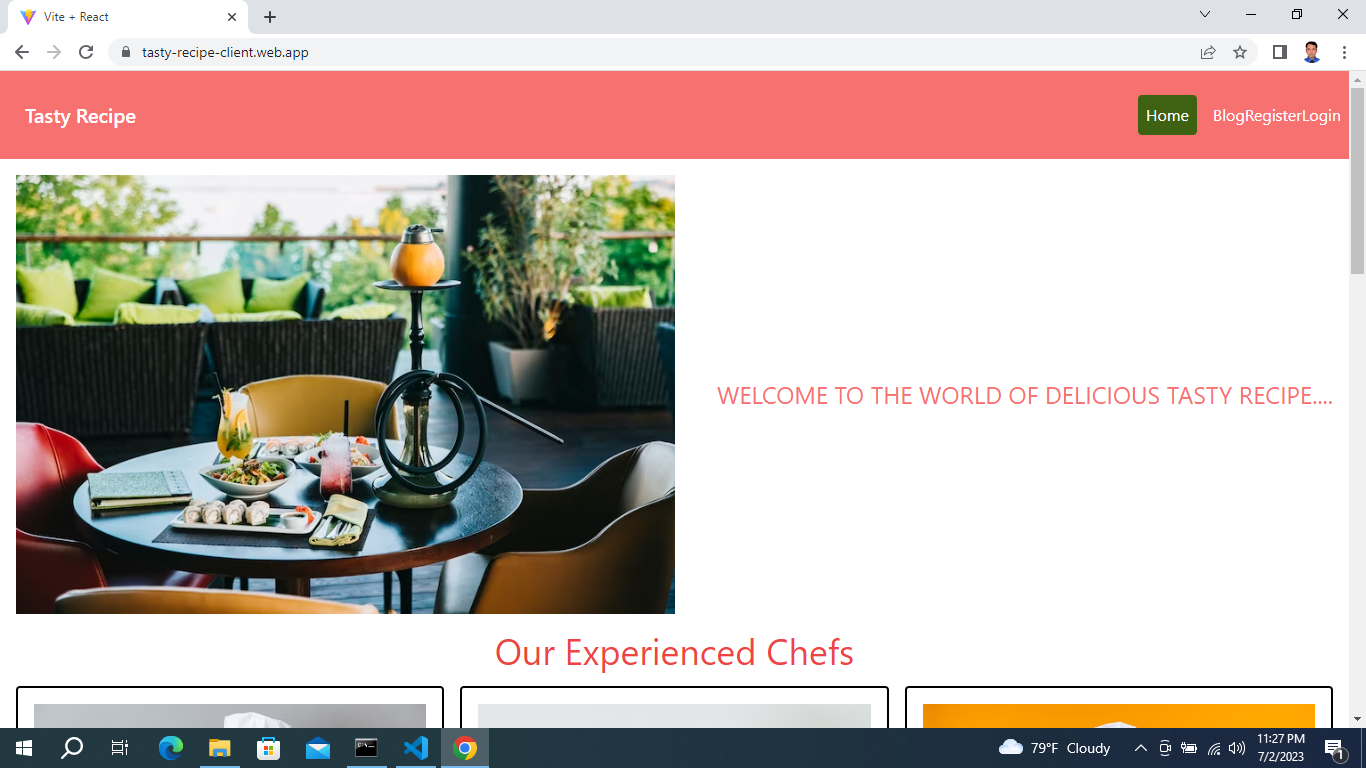 Vite + React
tasty-recipe-client.web.app
Tasty Recipe
Home BlogRegisterLogin
WELCOME TO THE WORLD OF DELICIOUS TASTY RECIPE....
Our Experienced Chefs
79°F Cloudy
11:27 PM
7/2/2023
1